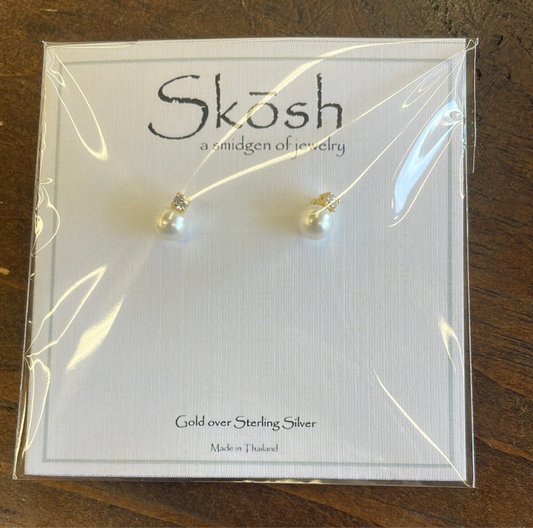 Skōsh
a smidgen of jewelry
Gold over Sterling Silver
Made in Thailand